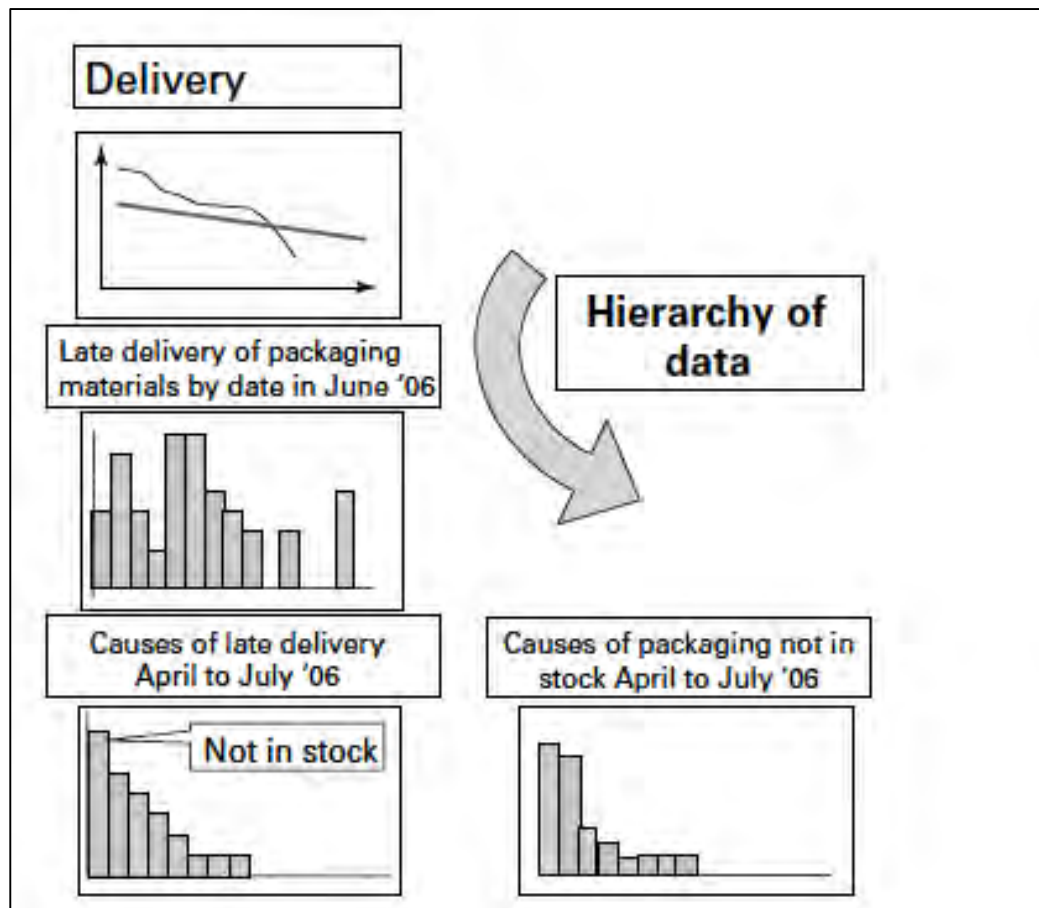 Delivery
Hierarchy of
data
Late delivery of packaging
materials by date in June '06
Causes of late delivery
April to July '06
Causes of packaging not in
stock April to July '06
Not in stock